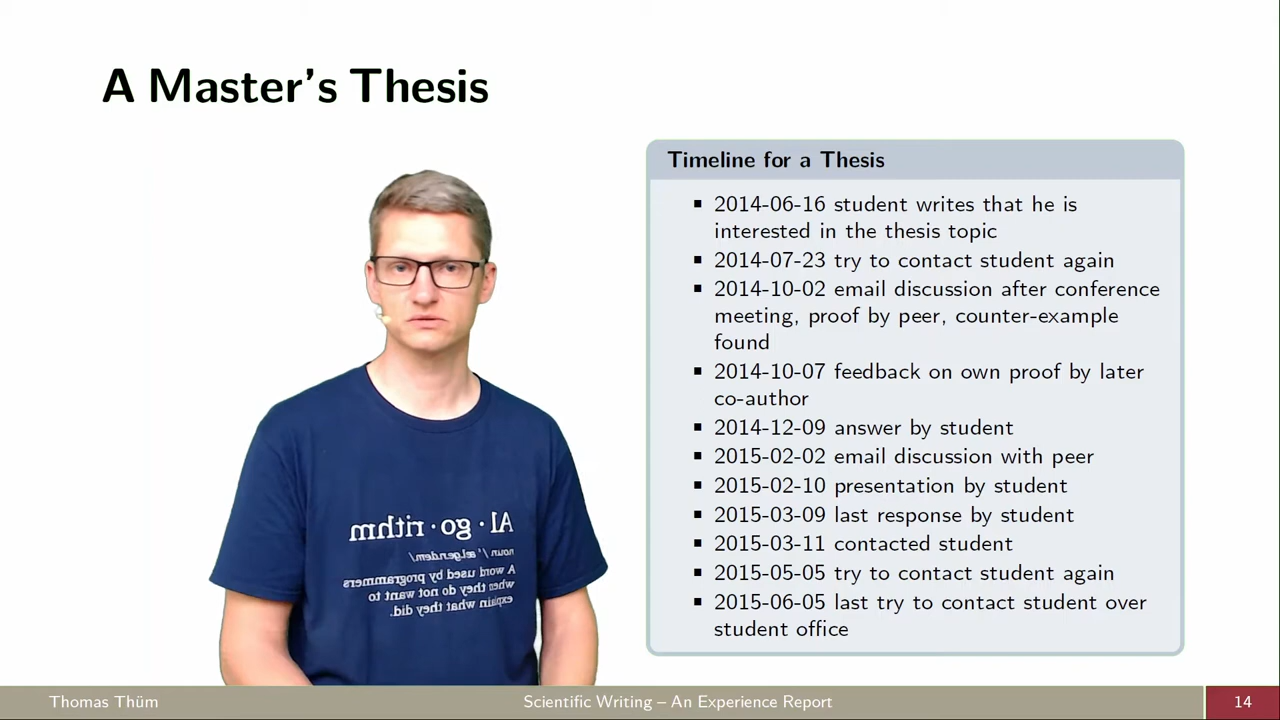 A Master's Thesis
Timeline for a Thesis
▪ 2014-06-16 student writes that he is
interested in the thesis topic
▪ 2014-07-23 try to contact student again
▪ 2014-10-02 email discussion after conference
meeting, proof by peer, counter-example
found
▪ 2014-10-07 feedback on own proof by later
co-author
▪ 2014-12-09 answer by student
▪ 2015-02-02 email discussion with peer
▪ 2015-02-10 presentation by student
▪ 2015-03-09 last response by student
▪ 2015-03-11 contacted student
▪ 2015-05-05 try to contact student again
▪ 2015-06-05 last try to contact student over
student office
Al·go·rithm
noun /
A word used by programmers
when they do not want to
explain what they did.
Thomas Thüm
Scientific Writing – An Experience Report
14